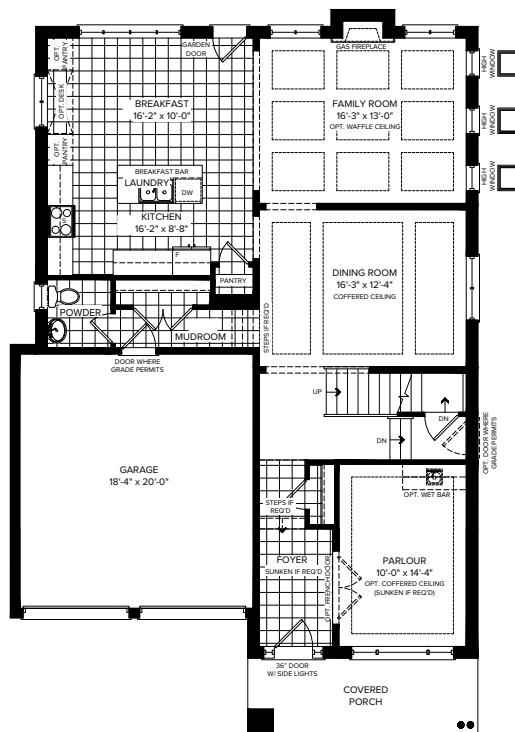 OPT.
PANTRY
GARDEN
DOOR
GAS FIREPLACE
HIGH
WINDOW
OPT. DESK
BREAKFAST
16'-2" x 10'-0"
FAMILY ROOM
16'-3" x 13'-0"
OPT. WAFFLE CEILING
HIGH
WINDOW
OPT.
PANTRY
BREAKFAST BAR
LAUNDRY
DW
HIGH
WINDOW
S
KITCHEN
16'-2" x 8'-8"
F
PANTRY
DINING ROOM
16'-3" x 12'-4"
COFFERED CEILING
POWDER
MUDROOM
STEPS IF REQ'D
DOOR WHERE
GRADE PERMITS
UP
DN
DN
OPT. DOOR WHERE
GRADE PERMITS
GARAGE
18'-4" x 20'-0"
OPT. WET BAR
STEPS IF
REQ'D
FOYER
SUNKEN IF REQ'D
OPT. FRENCH DOOR
PARLOUR
10'-0" x 14'-4"
OPT. COFFERED CEILING
(SUNKEN IF REQ'D)
36" DOOR
W/ SIDE LIGHTS
COVERED
PORCH